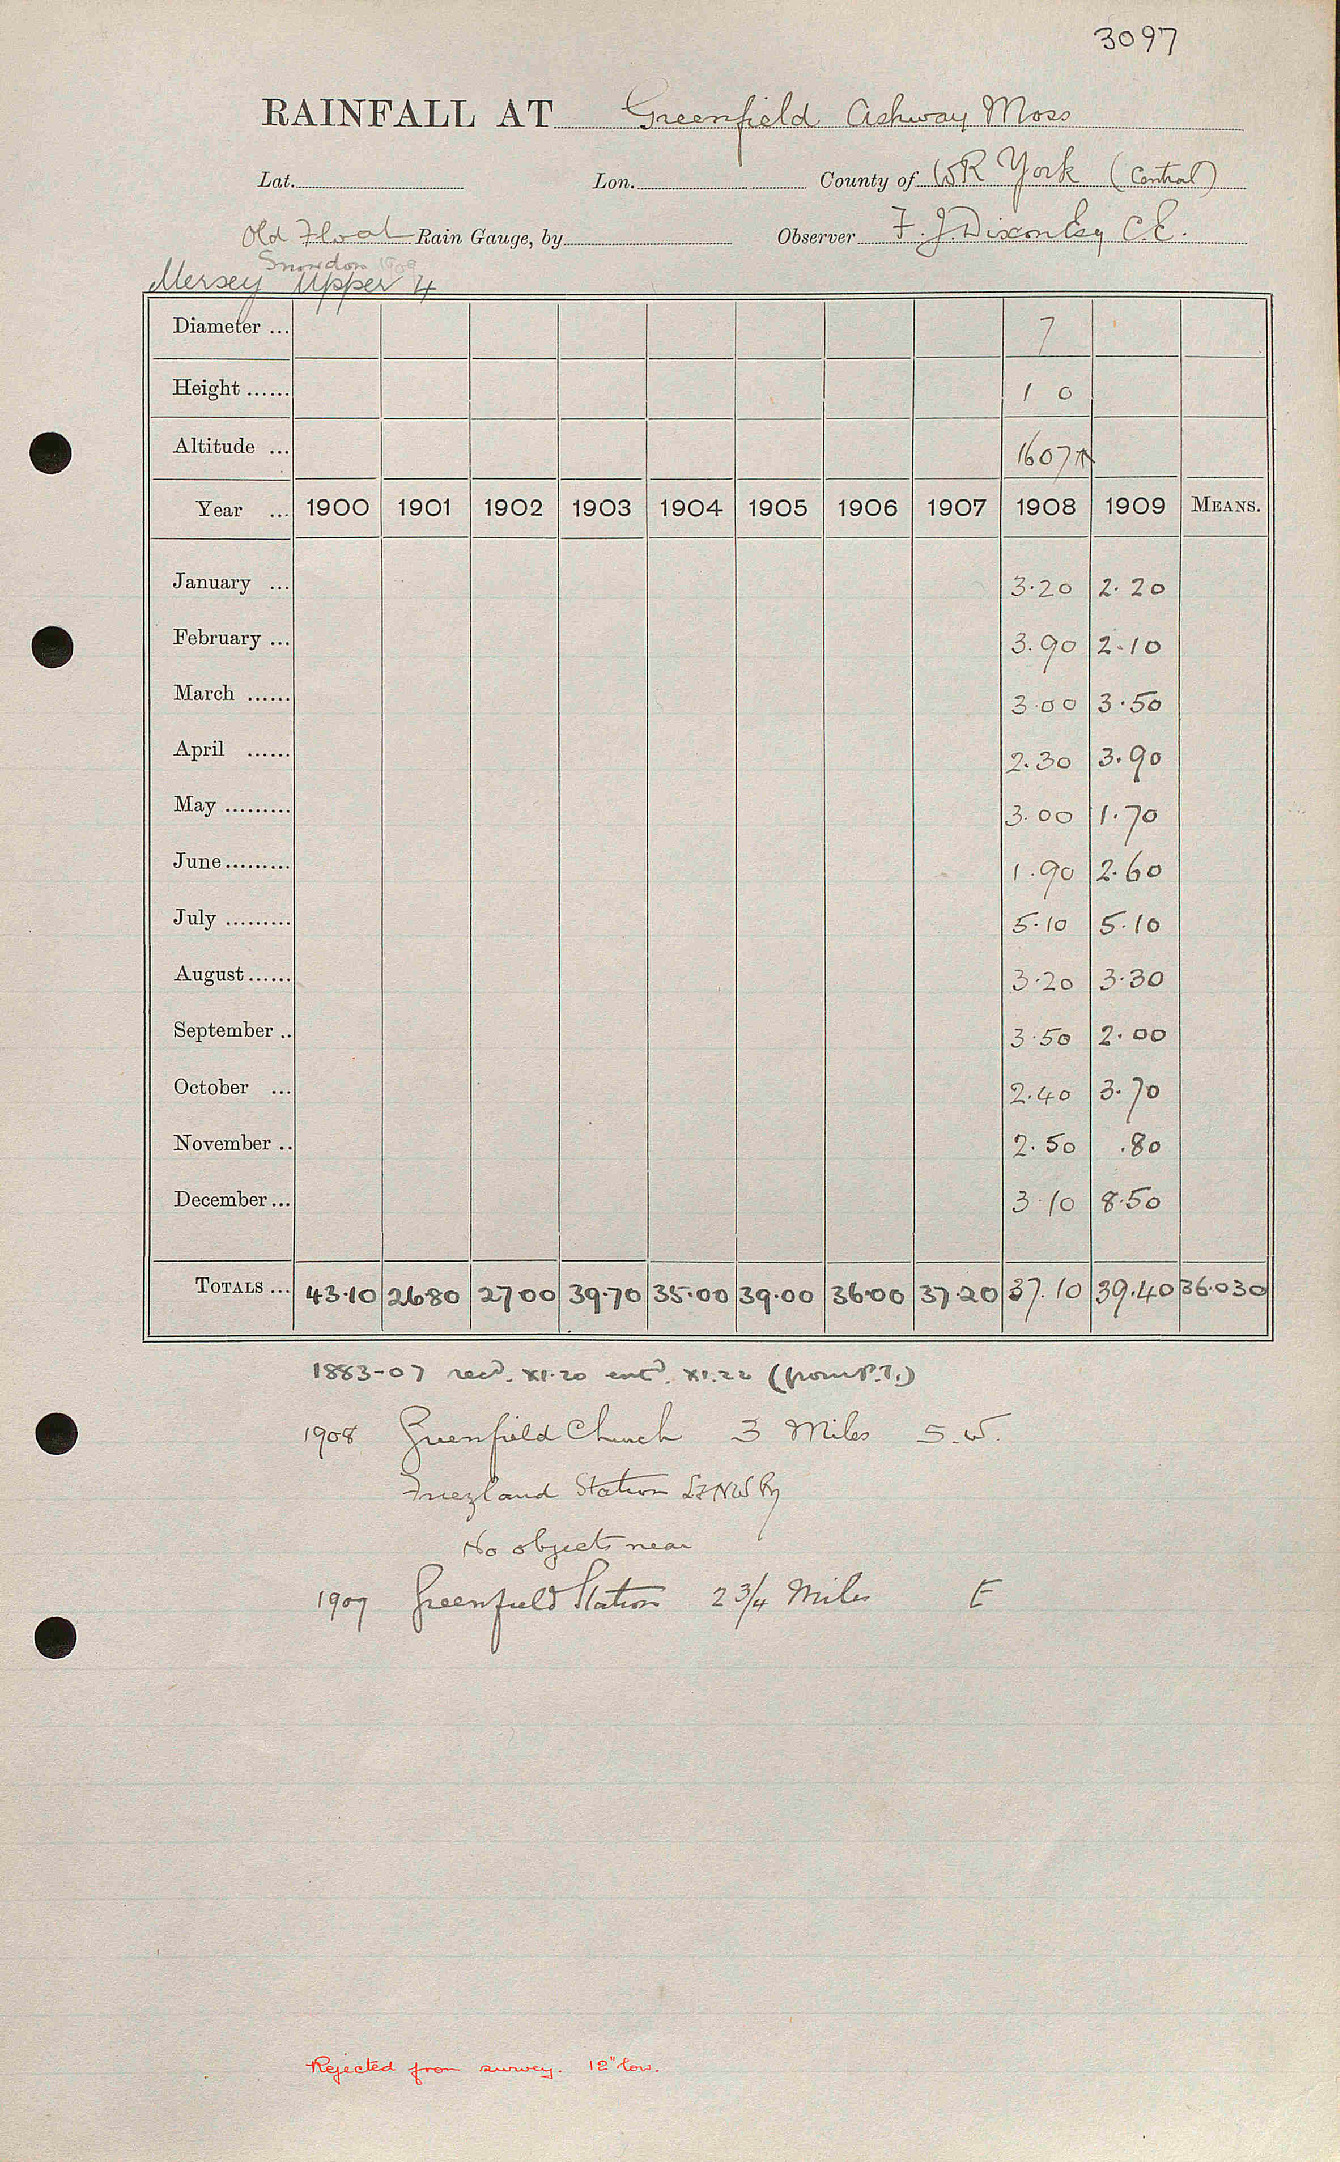 3097
RAINFALL AT Greenfield Ashway Moss
Lat. Lon. County of WR York (Central)
Old Float Rain Gauge, by Observer F. J Dixon Esq C.E.
Snowdon 1908
Mersey Upper 4
Diameter ... 7
Height ...... 1 0
Altitude ... 1607
Year ... 1900 1901 1902 1903 1904 1905 1906 1907 1908 1909 MEANS.
January ... 3.20 2.20
February ... 3.90 2.10
March ...... 3.00 3.50
April ...... 2.30 3.90
May ......... 3.00 1.70
June ......... 1.90 2.60
July ......... 5.10 5.10
August ...... 3.20 3.30
September .. 3.50 2.00
October ... 2.40 3.70
November .. 2.50 .80
December ... 3.10 8.50
TOTALS ... 43.10 26.80 27.00 39.70 35.00 39.00 36.00 37.20 37.10 39.40 36.030
1883-07 recd. XI.20 entd. XI.22 (from P.T.)
1908 Greenfield Church 3 Miles S.W.
Friezland Station L&NW Ry
No objects near
1909 Greenfield Station 2 3/4 Miles E
Rejected from survey. 12" low.